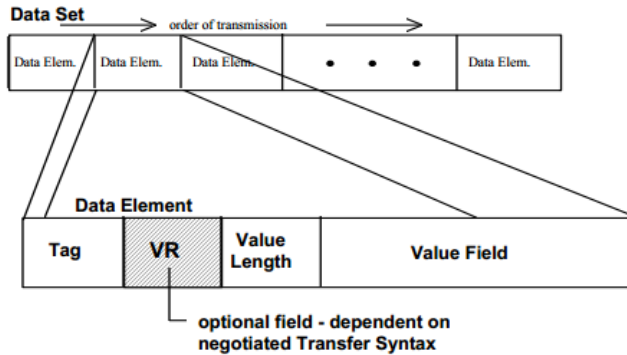 Data Set
order of transmission
Data Elem. Data Elem. Data Elem. • • • Data Elem.
Data Element
Tag VR Value Length Value Field
optional field - dependent on
negotiated Transfer Syntax